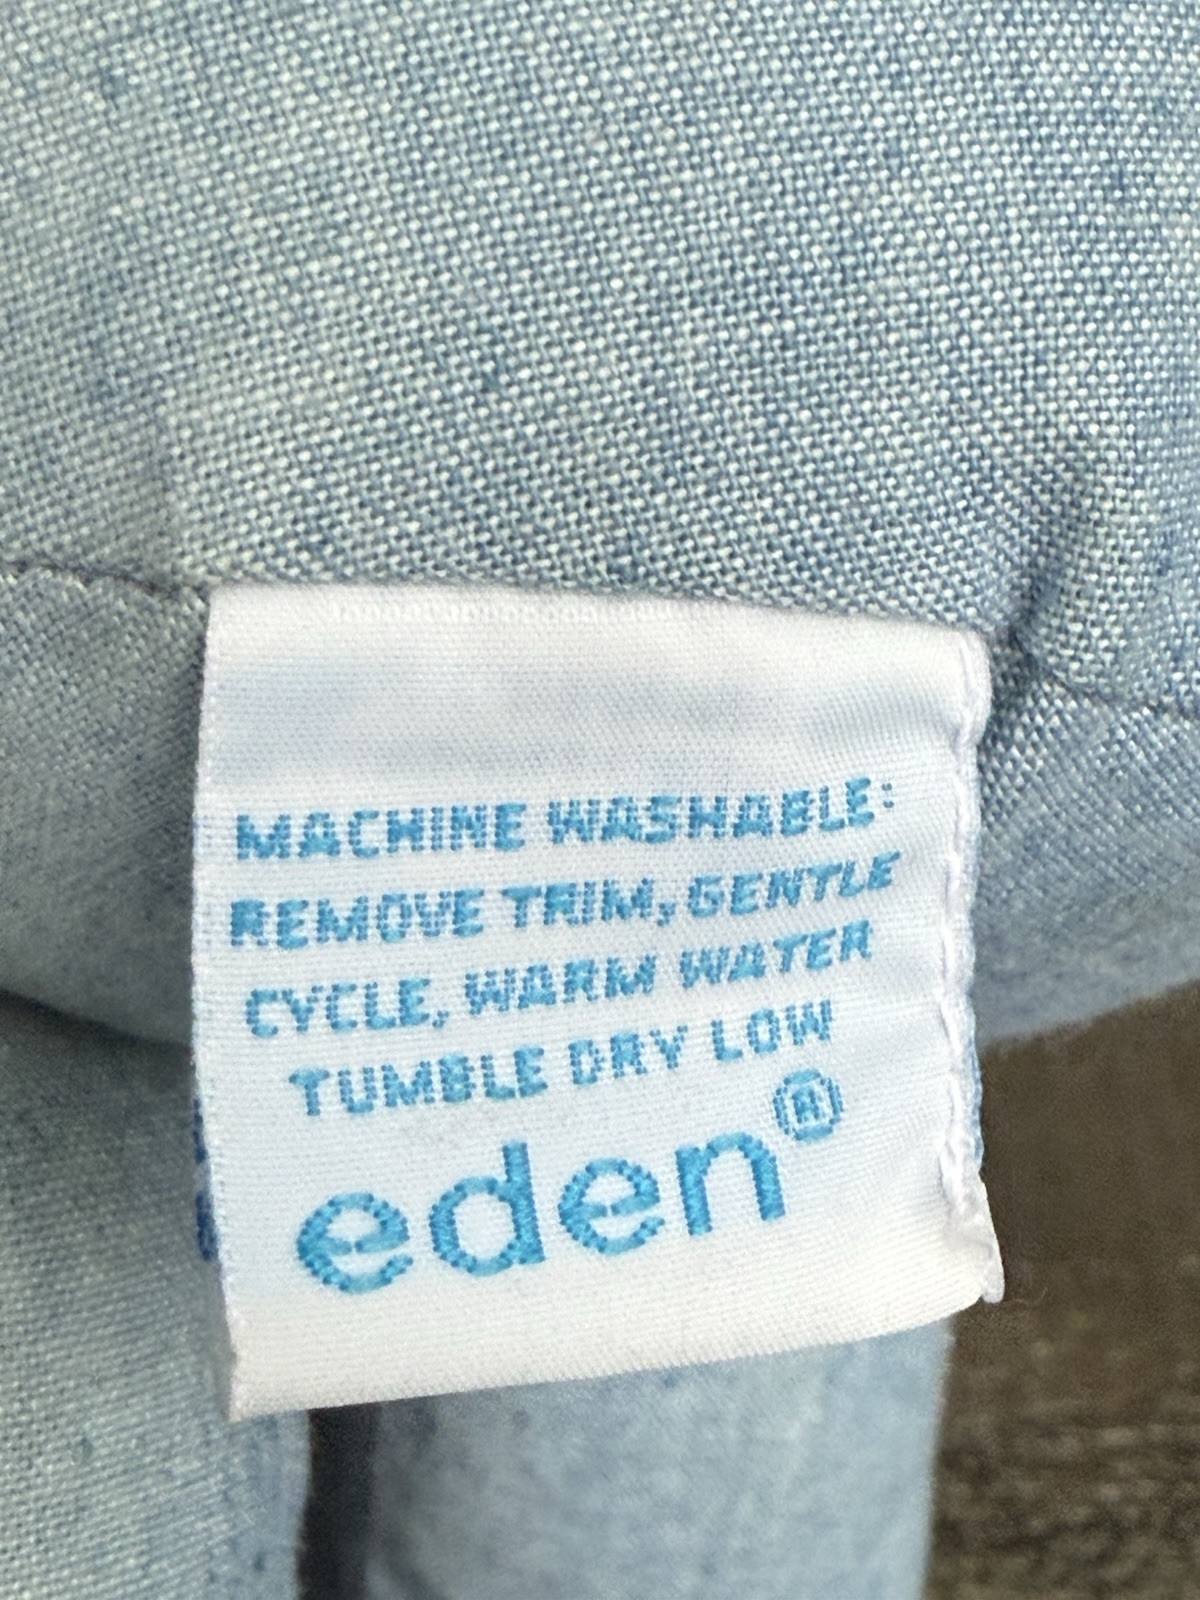 MACHINE WASHABLE:
REMOVE TRIM, GENTLE
CYCLE, WARM WATER
TUMBLE DRY LOW
eden®